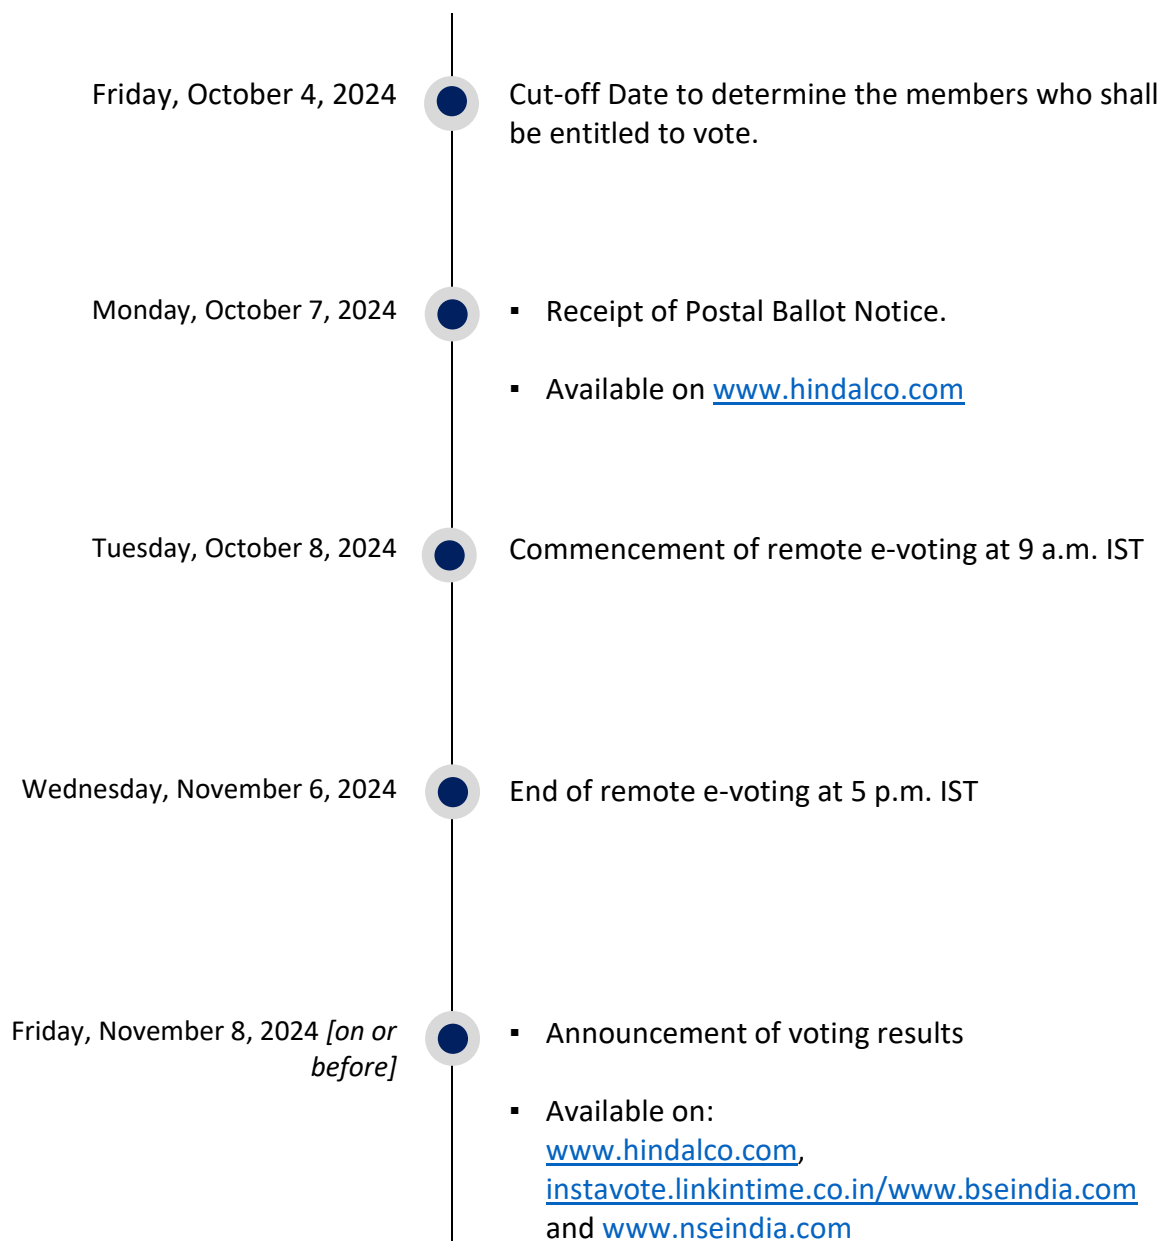 Friday, October 4, 2024
Cut-off Date to determine the members who shall
be entitled to vote.
Monday, October 7, 2024
▪ Receipt of Postal Ballot Notice.
▪ Available on www.hindalco.com
Tuesday, October 8, 2024
Commencement of remote e-voting at 9 a.m. IST
Wednesday, November 6, 2024
End of remote e-voting at 5 p.m. IST
Friday, November 8, 2024 [on or
before]
▪ Announcement of voting results
▪ Available on:
www.hindalco.com,
instavote.linkintime.co.in/www.bseindia.com
and www.nseindia.com